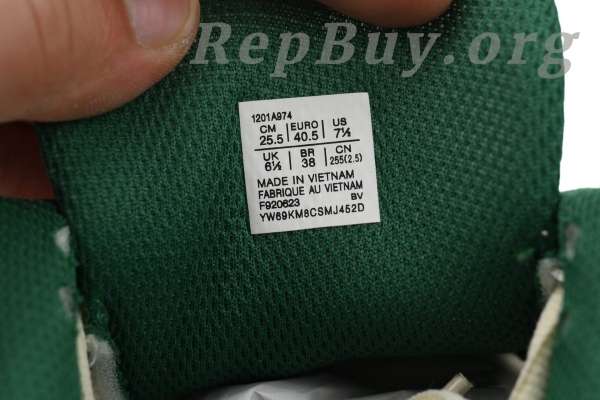 RepBuy.org
1201A974
CM EURO US
25.5 40.5 7½
UK BR CN
6½ 38 255(2.5)
MADE IN VIETNAM
FABRIQUE AU VIETNAM
F920623 BV
YW69KM8CSMJ452D